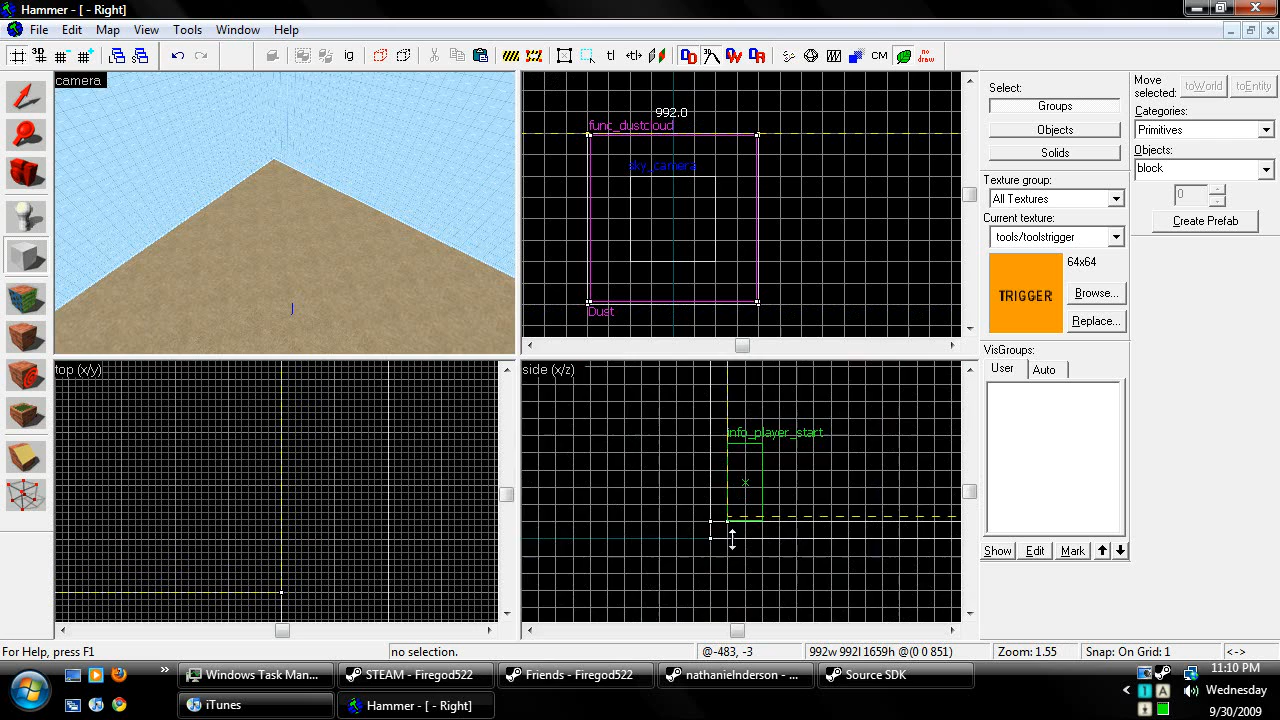 Hammer - [ - Right]
File Edit Map View Tools Window Help
camera
992.0
func_dustcloud
sky_camera
Dust
top (x/y)
side (x/z)
info_player_start
Select:
Groups
Objects
Solids
Texture group:
All Textures
Current texture:
tools/toolstrigger
TRIGGER
64x64
Browse...
Replace...
VisGroups:
User Auto
Show Edit Mark
Move selected:
toWorld toEntity
Categories:
Primitives
Objects:
block
0
Create Prefab
For Help, press F1
no selection.
@-483, -3
992w 992l 1659h @(0 0 851)
Zoom: 1.55
Snap: On Grid: 1
<->
Windows Task Man...
STEAM - Firegod522
Friends - Firegod522
nathanielnderson - ...
Source SDK
iTunes
Hammer - [ - Right]
11:10 PM
Wednesday
9/30/2009